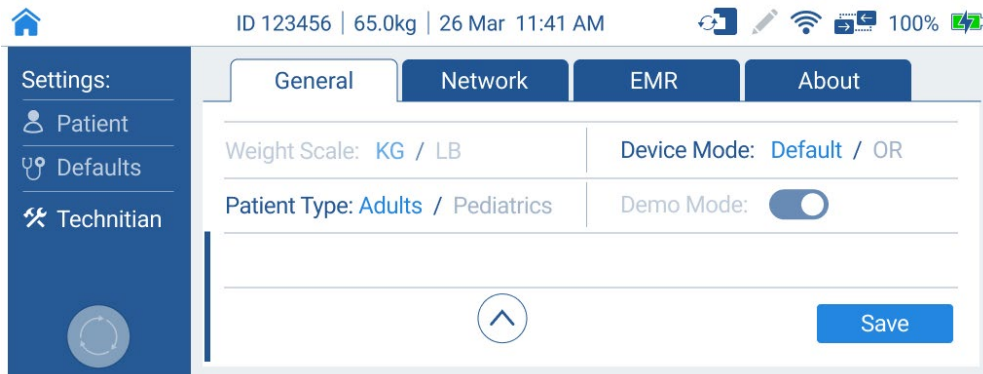 ID 123456 | 65.0kg | 26 Mar 11:41 AM 100%
Settings:
Patient
Defaults
Technitian
General Network EMR About
Weight Scale: KG / LB Device Mode: Default / OR
Patient Type: Adults / Pediatrics Demo Mode:
Save